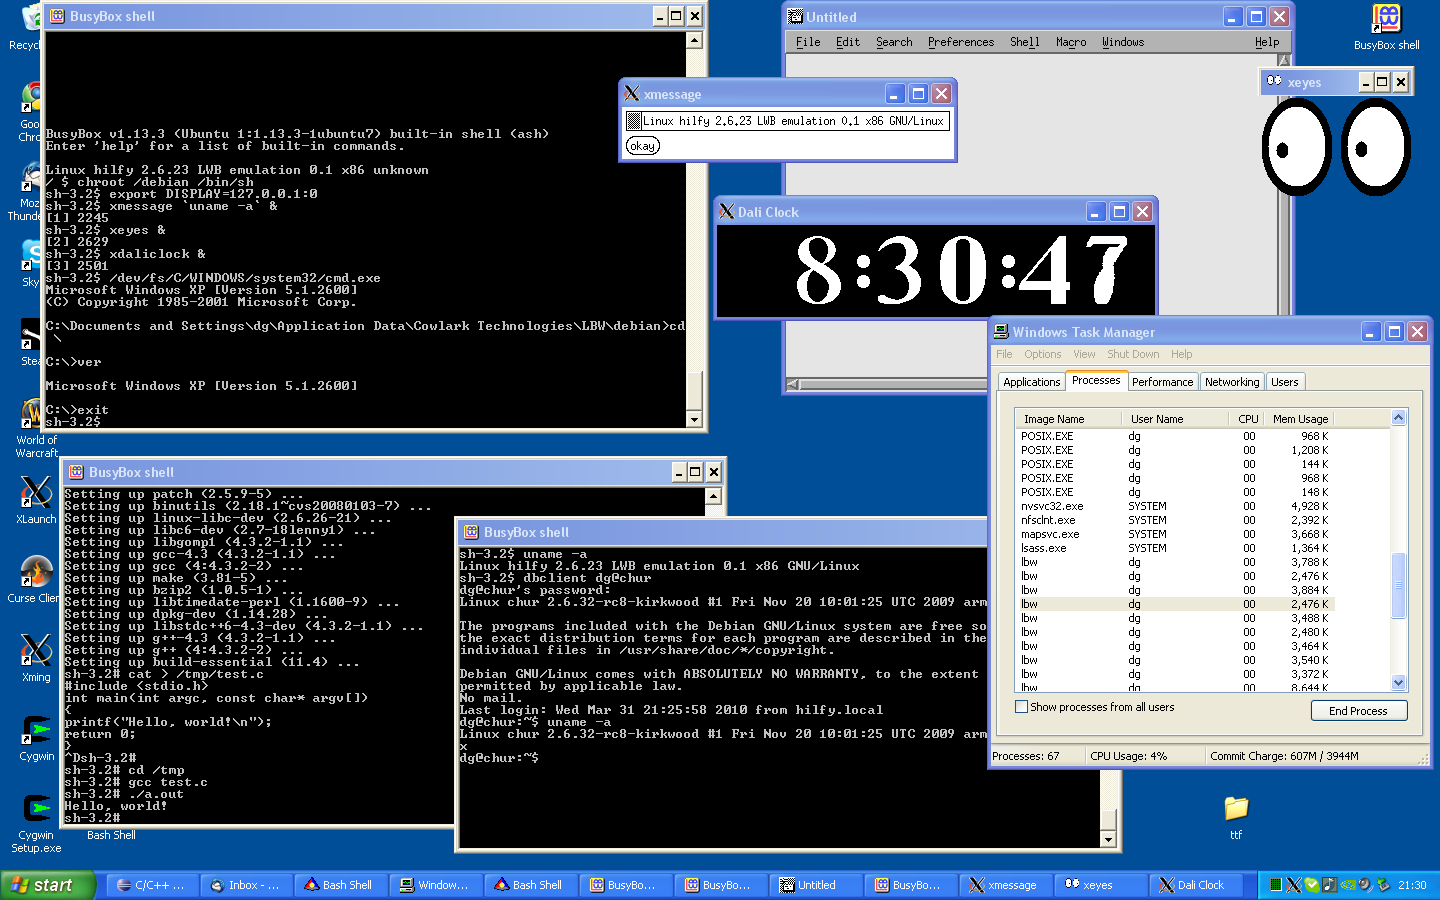 BusyBox shell
BusyBox v1.13.3 (Ubuntu 1:1.13.3-1ubuntu7) built-in shell (ash)
Enter 'help' for a list of built-in commands.
Linux hilfy 2.6.23 LWB emulation 0.1 x86 unknown
/ $ chroot /debian /bin/sh
sh-3.2$ export DISPLAY=127.0.0.1:0
sh-3.2$ xmessage `uname -a` &
[1] 2245
sh-3.2$ xeyes &
[2] 2629
sh-3.2$ xdaliclock &
[3] 2501
sh-3.2$ /dev/fs/C/WINDOWS/system32/cmd.exe
Microsoft Windows XP [Version 5.1.2600]
(C) Copyright 1985-2001 Microsoft Corp.
C:\Documents and Settings\dg\Application Data\Cowlark Technologies\LBW\debian>cd
\
C:\>ver
Microsoft Windows XP [Version 5.1.2600]
C:\>exit
sh-3.2$
Untitled
File Edit Search Preferences Shell Macro Windows Help
xmessage
Linux hilfy 2.6.23 LWB emulation 0.1 x86 GNU/Linux
okay
BusyBox shell
xeyes
Dali Clock
8:30:47
Windows Task Manager
File Options View Shut Down Help
Applications Processes Performance Networking Users
Image Name User Name CPU Mem Usage
POSIX.EXE dg 00 968 K
POSIX.EXE dg 00 1,208 K
POSIX.EXE dg 00 144 K
POSIX.EXE dg 00 968 K
POSIX.EXE dg 00 148 K
nvsvc32.exe SYSTEM 00 4,928 K
nfsclnt.exe SYSTEM 00 2,392 K
mapsvc.exe SYSTEM 00 3,668 K
lsass.exe SYSTEM 00 1,364 K
lbw dg 00 3,788 K
lbw dg 00 2,476 K
lbw dg 00 3,884 K
lbw dg 00 2,476 K
lbw dg 00 3,488 K
lbw dg 00 2,480 K
lbw dg 00 3,464 K
lbw dg 00 3,540 K
lbw dg 00 3,372 K
lbw dg 00 8,644 K
Show processes from all users
End Process
Processes: 67 CPU Usage: 4% Commit Charge: 607M / 3944M
World of
Warcraft
XLaunch
Curse Clier
Xming
Cygwin
Cygwin
Setup.exe
Bash Shell
BusyBox shell
Setting up patch (2.5.9-5) ...
Setting up binutils (2.18.1~cvs20080103-7) ...
Setting up linux-libc-dev (2.6.26-21) ...
Setting up libc6-dev (2.7-18lenny1) ...
Setting up libgomp1 (4.3.2-1.1) ...
Setting up gcc-4.3 (4.3.2-1.1) ...
Setting up gcc (4:4.3.2-2) ...
Setting up make (3.81-5) ...
Setting up bzip2 (1.0.5-1) ...
Setting up libtimedate-perl (1.1600-9) ...
Setting up dpkg-dev (1.14.28) ...
Setting up libstdc++6-4.3-dev (4.3.2-1.1) ...
Setting up g++-4.3 (4.3.2-1.1) ...
Setting up g++ (4:4.3.2-2) ...
Setting up build-essential (11.4) ...
sh-3.2# cat > /tmp/test.c
#include <stdio.h>
int main(int argc, const char* argv[])
{
printf("Hello, world!\n");
return 0;
}
^Dsh-3.2#
sh-3.2# cd /tmp
sh-3.2# gcc test.c
sh-3.2# ./a.out
Hello, world!
sh-3.2#
BusyBox shell
sh-3.2$ uname -a
Linux hilfy 2.6.23 LWB emulation 0.1 x86 GNU/Linux
sh-3.2$ dbclient dg@chur
dg@chur's password:
Linux chur 2.6.32-rc8-kirkwood #1 Fri Nov 20 10:01:25 UTC 2009 arm
The programs included with the Debian GNU/Linux system are free so
the exact distribution terms for each program are described in the
individual files in /usr/share/doc/*/copyright.
Debian GNU/Linux comes with ABSOLUTELY NO WARRANTY, to the extent
permitted by applicable law.
No mail.
Last login: Wed Mar 31 21:25:58 2010 from hilfy.local
dg@chur:~$ uname -a
Linux chur 2.6.32-rc8-kirkwood #1 Fri Nov 20 10:01:25 UTC 2009 arm
x
dg@chur:~$
ttf
start C/C++ ... Inbox - ... Bash Shell Window... Bash Shell BusyBo... BusyBo... Untitled BusyBo... xmessage xeyes Dali Clock 21:30